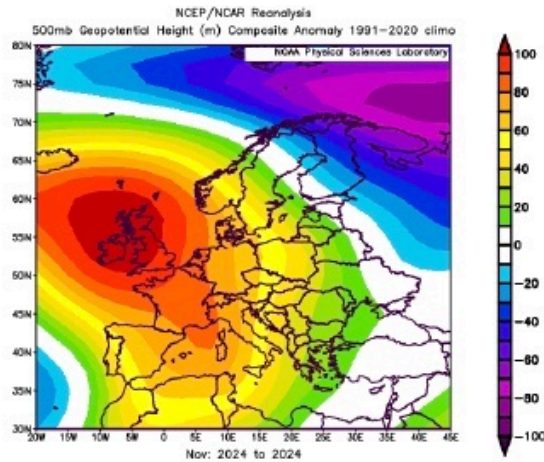 NCEP/NCAR Reanalysis
500mb Geopotential Height (m) Composite Anomaly 1991-2020 climo
NOAA Physical Sciences Laboratory
80N
75N
70N
65N
60N
55N
50N
45N
40N
35N
30N
20W 15W 10W 5W 0 5E 10E 15E 20E 25E 30E 35E 40E 45E
Nov: 2024 to 2024
100
80
60
40
20
0
-20
-40
-60
-80
-100